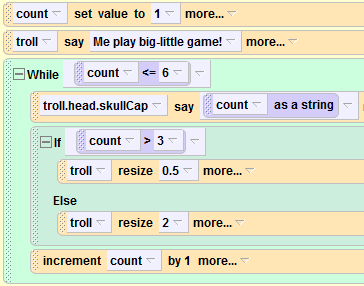 count set value to 1 more...
troll say Me play big-little game! more...
While count <= 6
troll.head.skullCap say count as a string
If count > 3
troll resize 0.5 more...
Else
troll resize 2 more...
increment count by 1 more...